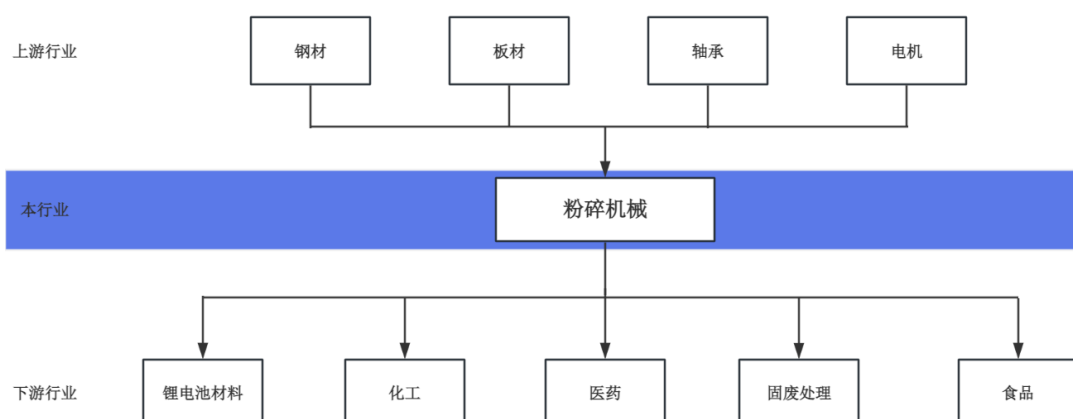 上游行业
钢材
板材
轴承
电机
本行业
粉碎机械
下游行业
锂电池材料
化工
医药
固废处理
食品